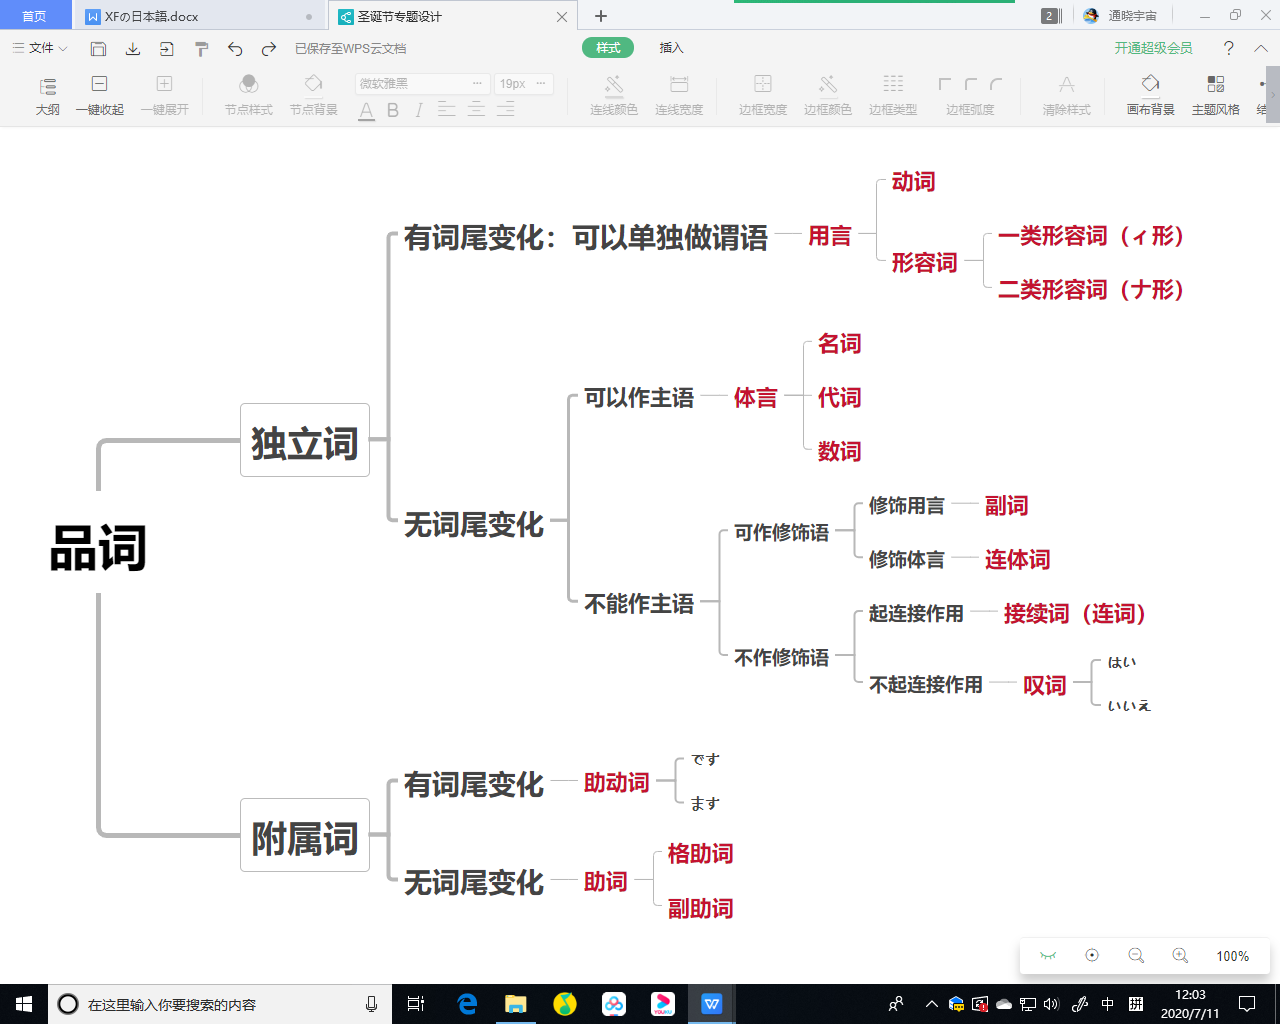 首页
XFの日本語.docx
圣诞节专题设计
2
通晓宇宙
文件
已保存至WPS云文档
样式
插入
开通超级会员
大纲
一键收起
一键展开
节点样式
节点背景
微软雅黑
19px
连线颜色
连线宽度
边框宽度
边框颜色
边框类型
边框弧度
清除样式
画布背景
主题风格
品词
独立词
有词尾变化：可以单独做谓语
用言
动词
形容词
一类形容词（ィ形）
二类形容词（ナ形）
无词尾变化
可以作主语
体言
名词
代词
数词
不能作主语
可作修饰语
修饰用言
副词
修饰体言
连体词
不作修饰语
起连接作用
接续词（连词）
不起连接作用
叹词
はい
いいえ
附属词
有词尾变化
助动词
です
ます
无词尾变化
助词
格助词
副助词
100%
在这里输入你要搜索的内容
YOUKU
中
拼
12:03
2020/7/11